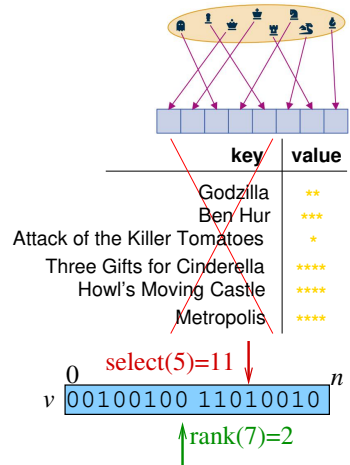 key value
Godzilla **
Ben Hur ***
Attack of the Killer Tomatoes *
Three Gifts for Cinderella ****
Howl's Moving Castle ****
Metropolis ****
select(5)=11
0 n
v 00100100 11010010
rank(7)=2